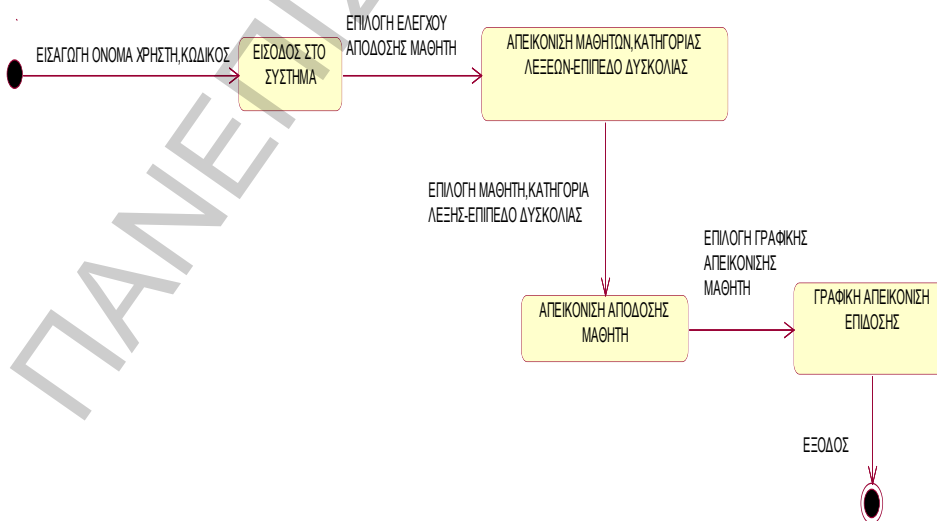 ΕΙΣΑΓΩΓΗ ΟΝΟΜΑ ΧΡΗΣΤΗ,ΚΩΔΙΚΟΣ
ΕΙΣΟΔΟΣ ΣΤΟ
ΣΥΣΤΗΜΑ
ΕΠΙΛΟΓΗ ΕΛΕΓΧΟΥ
ΑΠΟΔΟΣΗΣ ΜΑΘΗΤΗ
ΑΠΕΙΚΟΝΙΣΗ ΜΑΘΗΤΩΝ,ΚΑΤΗΓΟΡΙΑΣ
ΛΕΞΕΩΝ-ΕΠΙΠΕΔΟ ΔΥΣΚΟΛΙΑΣ
ΕΠΙΛΟΓΗ ΜΑΘΗΤΗ,ΚΑΤΗΓΟΡΙΑ
ΛΕΞΗΣ-ΕΠΙΠΕΔΟ ΔΥΣΚΟΛΙΑΣ
ΑΠΕΙΚΟΝΙΣΗ ΑΠΟΔΟΣΗΣ
ΜΑΘΗΤΗ
ΕΠΙΛΟΓΗ ΓΡΑΦΙΚΗΣ
ΑΠΕΙΚΟΝΙΣΗΣ
ΜΑΘΗΤΗ
ΓΡΑΦΙΚΗ ΑΠΕΙΚΟΝΙΣΗ
ΕΠΙΔΟΣΗΣ
ΕΞΟΔΟΣ